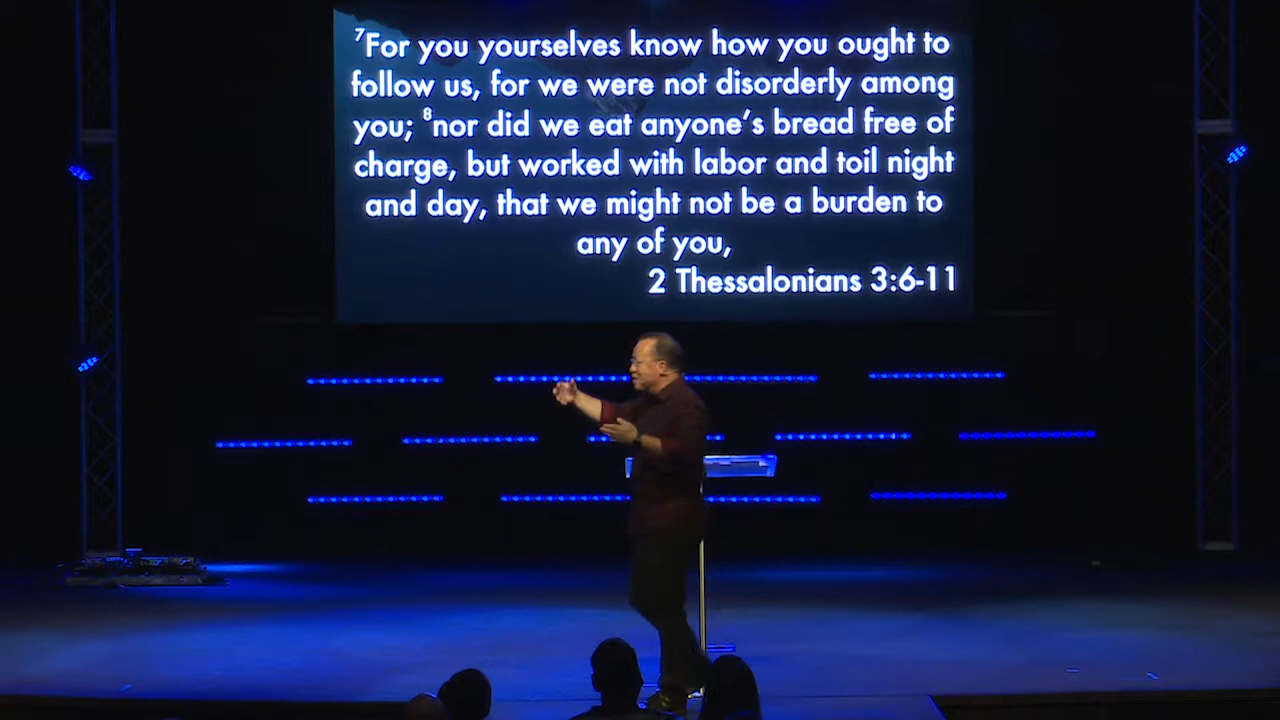 ⁷For you yourselves know how you ought to
follow us, for we were not disorderly among
you; ⁸nor did we eat anyone’s bread free of
charge, but worked with labor and toil night
and day, that we might not be a burden to
any of you,
2 Thessalonians 3:6-11